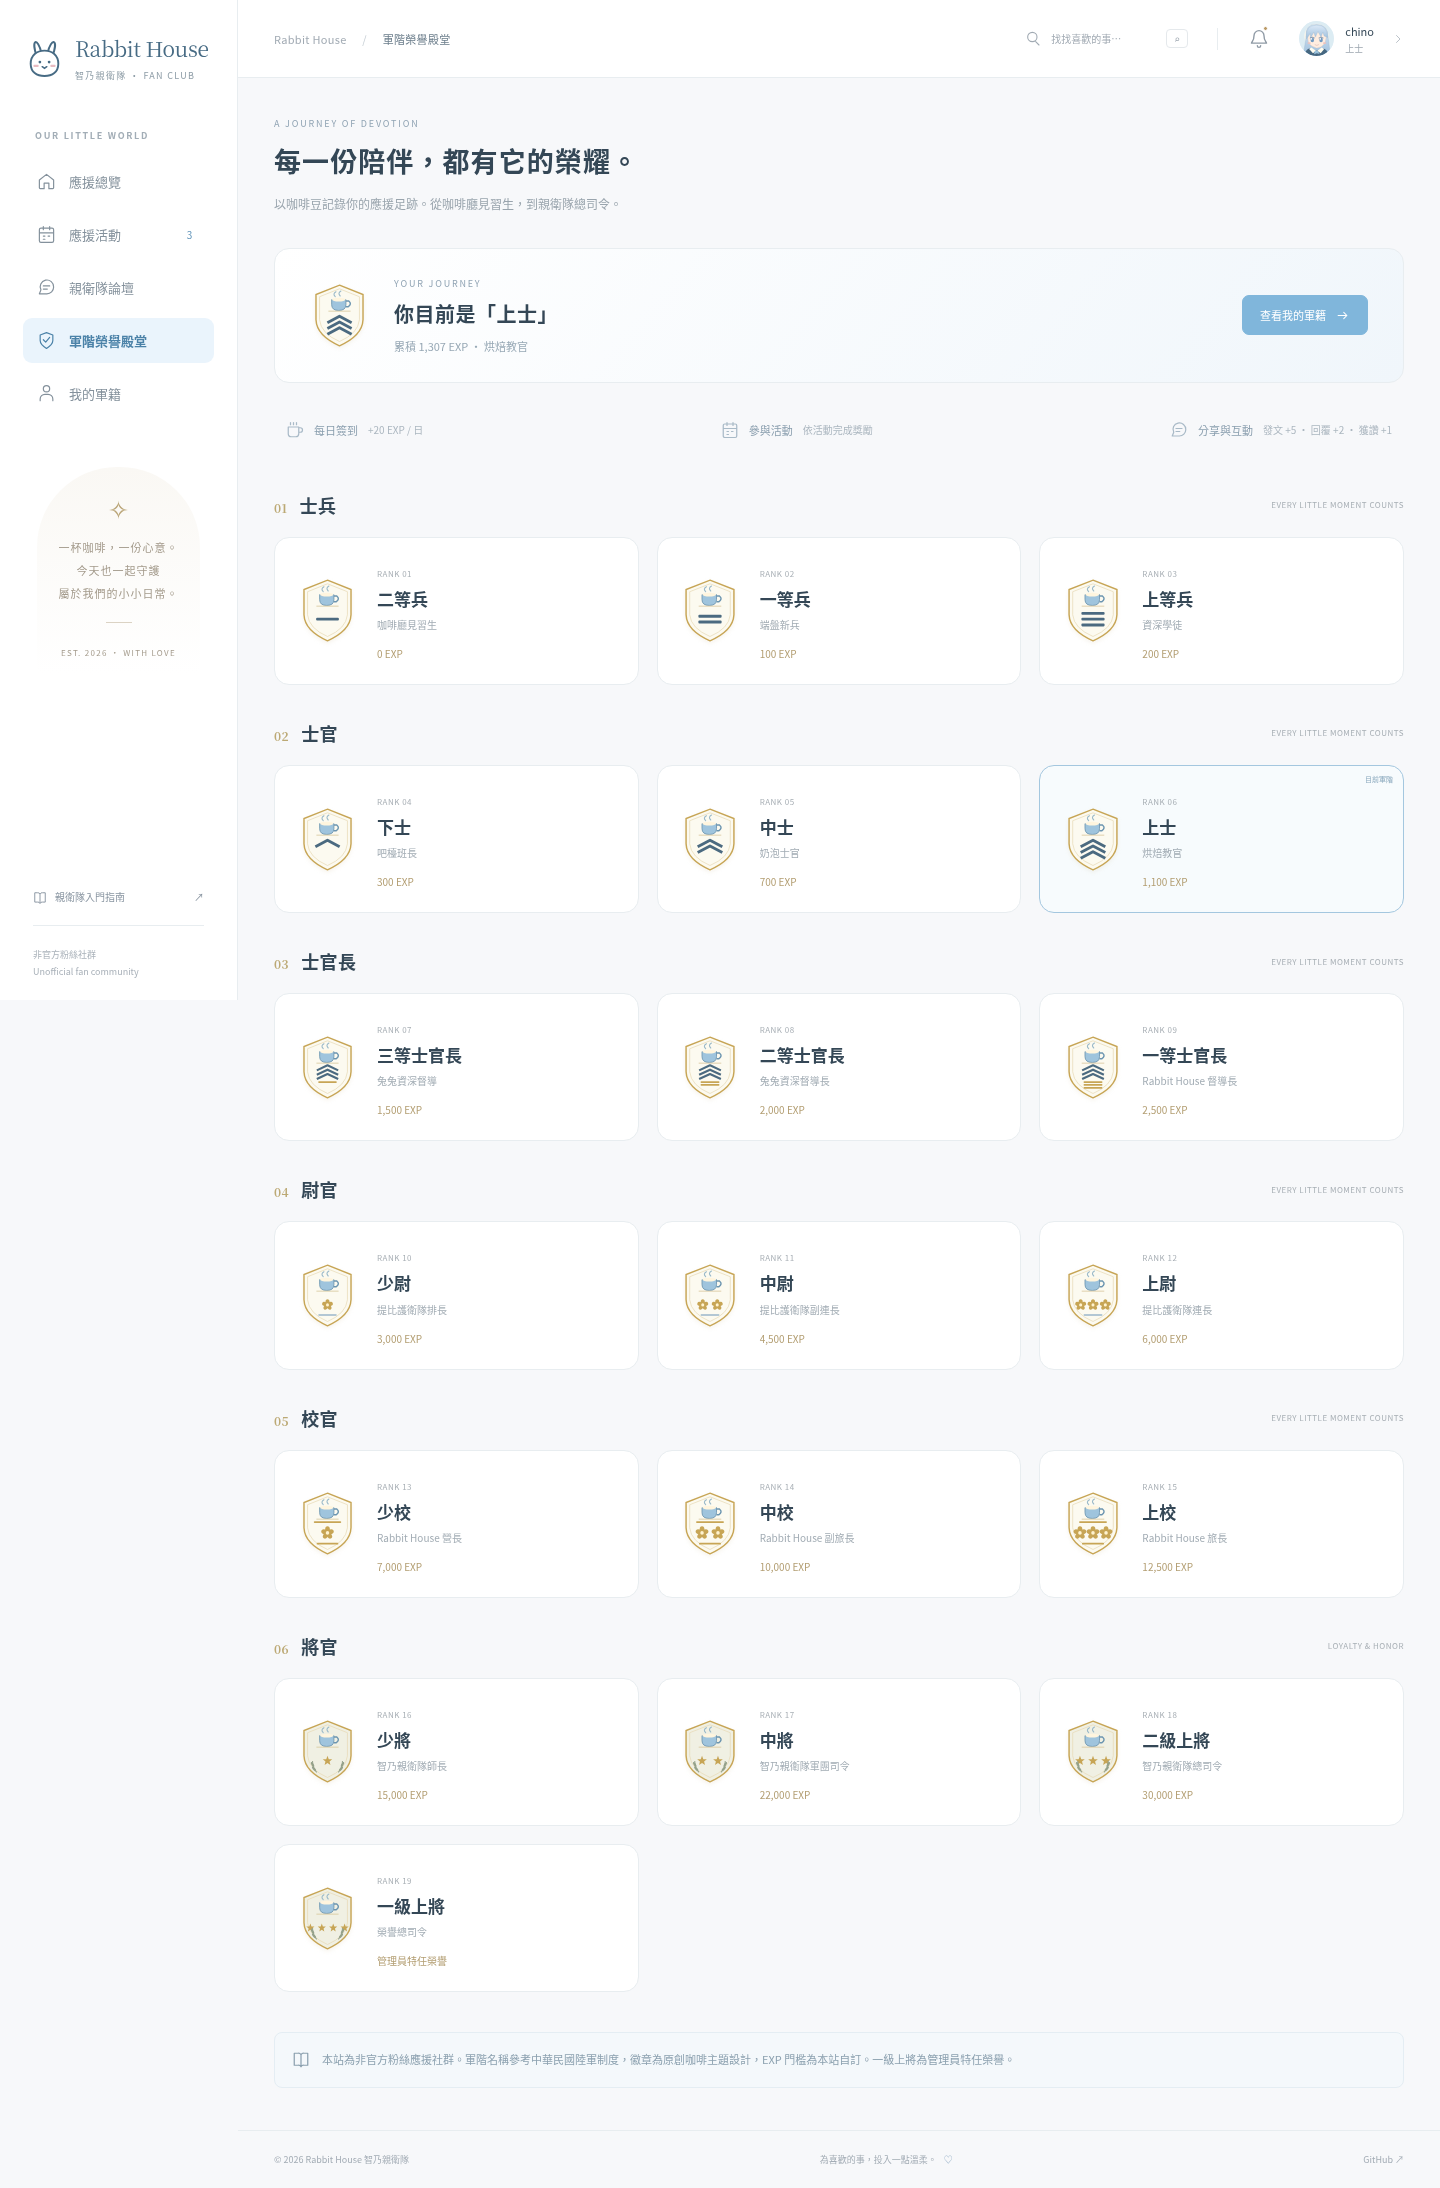 Rabbit House
智乃親衛隊 ・ FAN CLUB
OUR LITTLE WORLD
應援總覽
應援活動 3
親衛隊論壇
軍階榮譽殿堂
我的軍籍
一杯咖啡，一份心意。
今天也一起守護
屬於我們的小小日常。
EST. 2026 ・ WITH LOVE
親衛隊入門指南 ↗
非官方粉絲社群
Unofficial fan community
Rabbit House / 軍階榮譽殿堂
找找喜歡的事…
chino
上士
A JOURNEY OF DEVOTION
每一份陪伴，都有它的榮耀。
以咖啡豆記錄你的應援足跡。從咖啡廳見習生，到親衛隊總司令。
YOUR JOURNEY
你目前是「上士」
累積 1,307 EXP ・ 烘焙教官
查看我的軍籍 →
每日簽到 +20 EXP / 日
參與活動 依活動完成獎勵
分享與互動 發文 +5 ・ 回覆 +2 ・ 獲讚 +1
01 士兵
EVERY LITTLE MOMENT COUNTS
RANK 01
二等兵
咖啡廳見習生
0 EXP
RANK 02
一等兵
端盤新兵
100 EXP
RANK 03
上等兵
資深學徒
200 EXP
02 士官
EVERY LITTLE MOMENT COUNTS
RANK 04
下士
吧檯班長
300 EXP
RANK 05
中士
奶泡士官
700 EXP
目前軍階
RANK 06
上士
烘焙教官
1,100 EXP
03 士官長
EVERY LITTLE MOMENT COUNTS
RANK 07
三等士官長
兔兔資深督導
1,500 EXP
RANK 08
二等士官長
兔兔資深督導長
2,000 EXP
RANK 09
一等士官長
Rabbit House 督導長
2,500 EXP
04 尉官
EVERY LITTLE MOMENT COUNTS
RANK 10
少尉
提比護衛隊排長
3,000 EXP
RANK 11
中尉
提比護衛隊副連長
4,500 EXP
RANK 12
上尉
提比護衛隊連長
6,000 EXP
05 校官
EVERY LITTLE MOMENT COUNTS
RANK 13
少校
Rabbit House 營長
7,000 EXP
RANK 14
中校
Rabbit House 副旅長
10,000 EXP
RANK 15
上校
Rabbit House 旅長
12,500 EXP
06 將官
LOYALTY & HONOR
RANK 16
少將
智乃親衛隊師長
15,000 EXP
RANK 17
中將
智乃親衛隊軍團司令
22,000 EXP
RANK 18
二級上將
智乃親衛隊總司令
30,000 EXP
RANK 19
一級上將
榮譽總司令
管理員特任榮譽
本站為非官方粉絲應援社群。軍階名稱參考中華民國陸軍制度，徽章為原創咖啡主題設計，EXP 門檻為本站自訂。一級上將為管理員特任榮譽。
© 2026 Rabbit House 智乃親衛隊
為喜歡的事，投入一點溫柔。 ♡
GitHub ↗